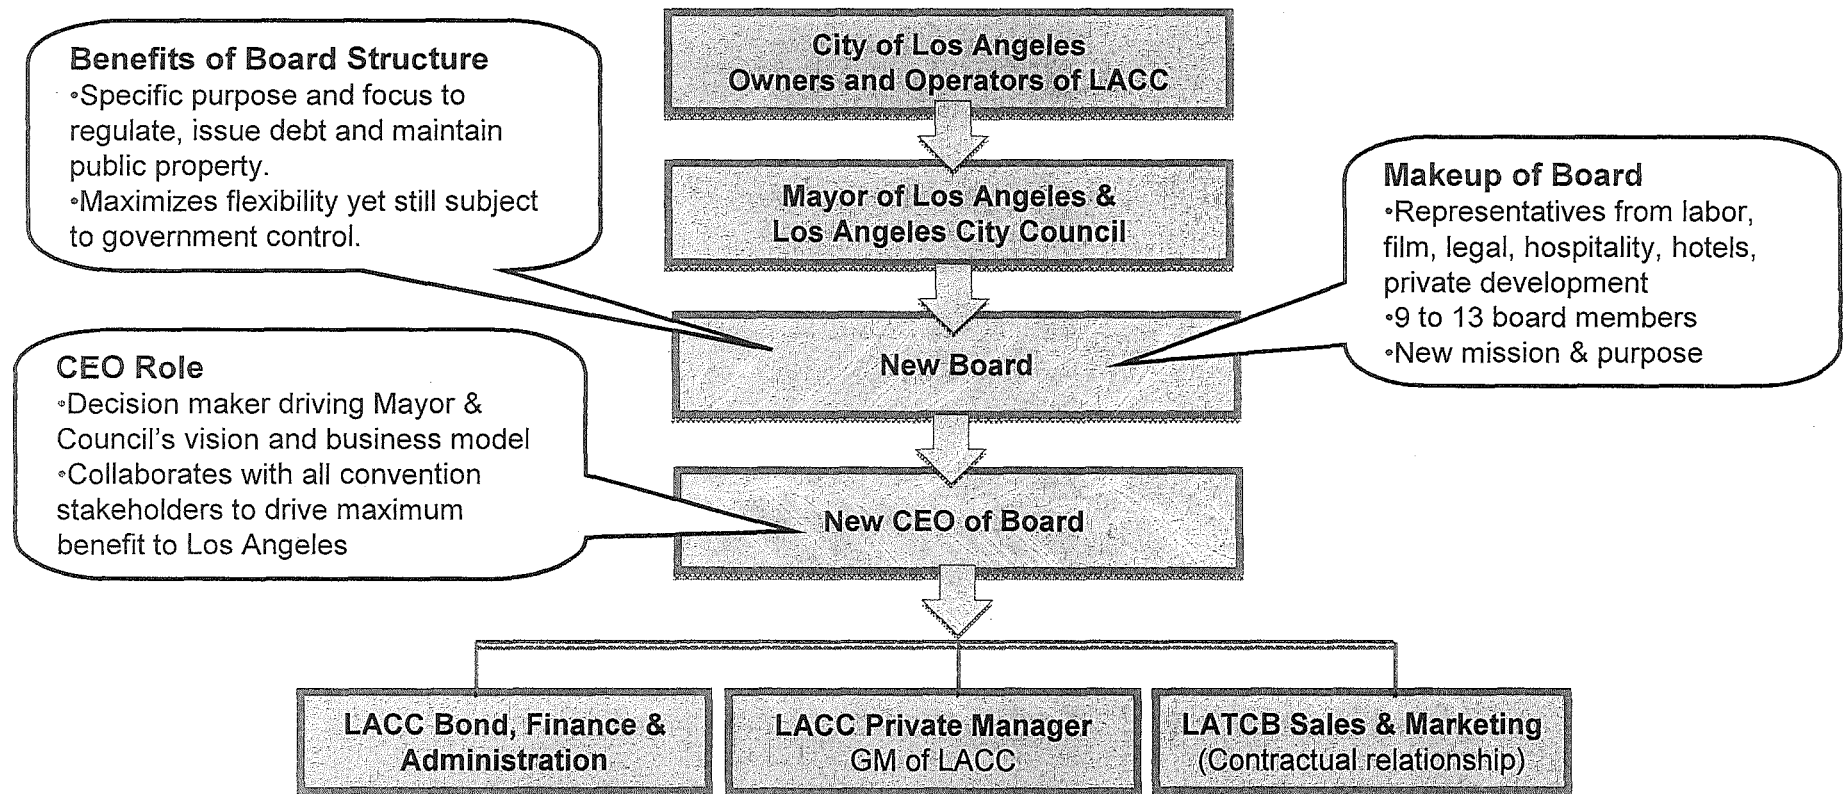 Benefits of Board Structure
•Specific purpose and focus to
regulate, issue debt and maintain
public property.
•Maximizes flexibility yet still subject
to government control.
City of Los Angeles
Owners and Operators of LACC
Mayor of Los Angeles &
Los Angeles City Council
Makeup of Board
•Representatives from labor,
film, legal, hospitality, hotels,
private development
•9 to 13 board members
•New mission & purpose
New Board
CEO Role
•Decision maker driving Mayor &
Council's vision and business model
•Collaborates with all convention
stakeholders to drive maximum
benefit to Los Angeles
New CEO of Board
LACC Bond, Finance &
Administration
LACC Private Manager
GM of LACC
LATCB Sales & Marketing
(Contractual relationship)